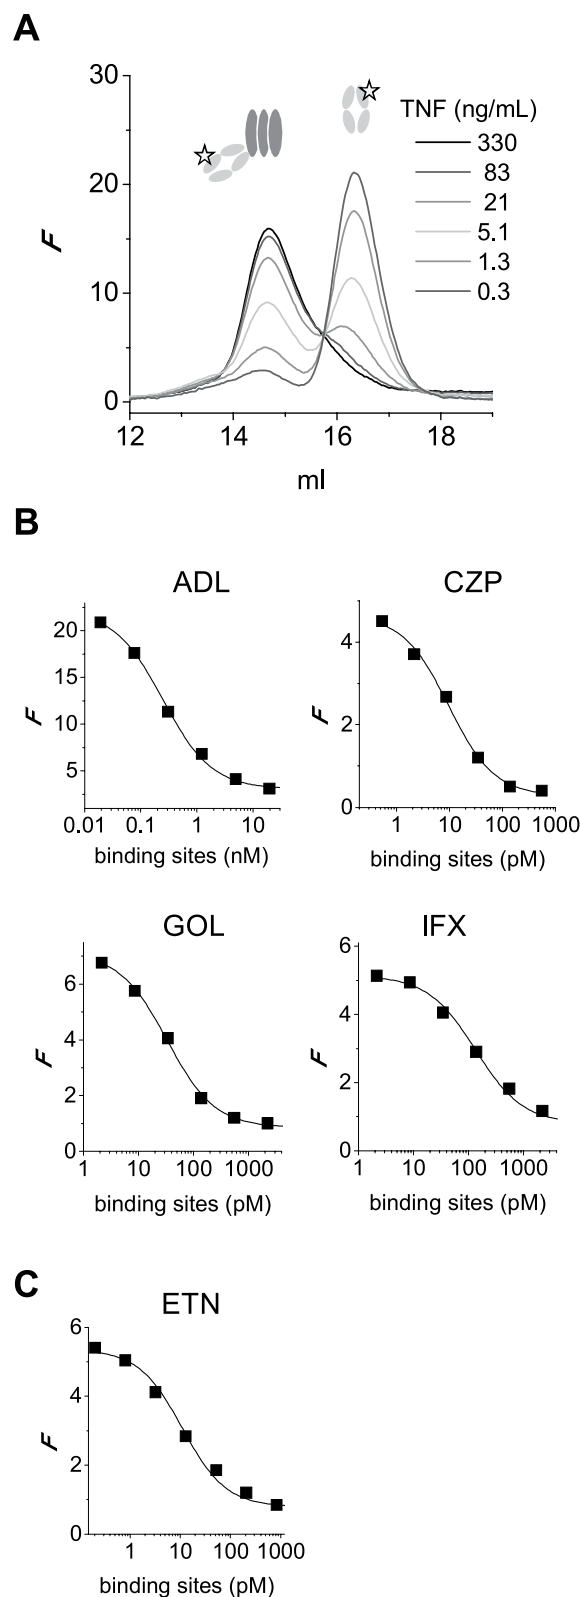 A
30
20
10
0
F
12 14 16 18
ml
TNF (ng/mL)
330
83
21
5.1
1.3
0.3
B
ADL
20
15
10
5
F
0.01 0.1 1 10
binding sites (nM)
CZP
4
2
0
F
1 10 100 1000
binding sites (pM)
GOL
6
4
2
0
F
1 10 100 1000
binding sites (pM)
IFX
6
4
2
0
F
1 10 100 1000
binding sites (pM)
C
ETN
6
4
2
0
F
1 10 100 1000
binding sites (pM)